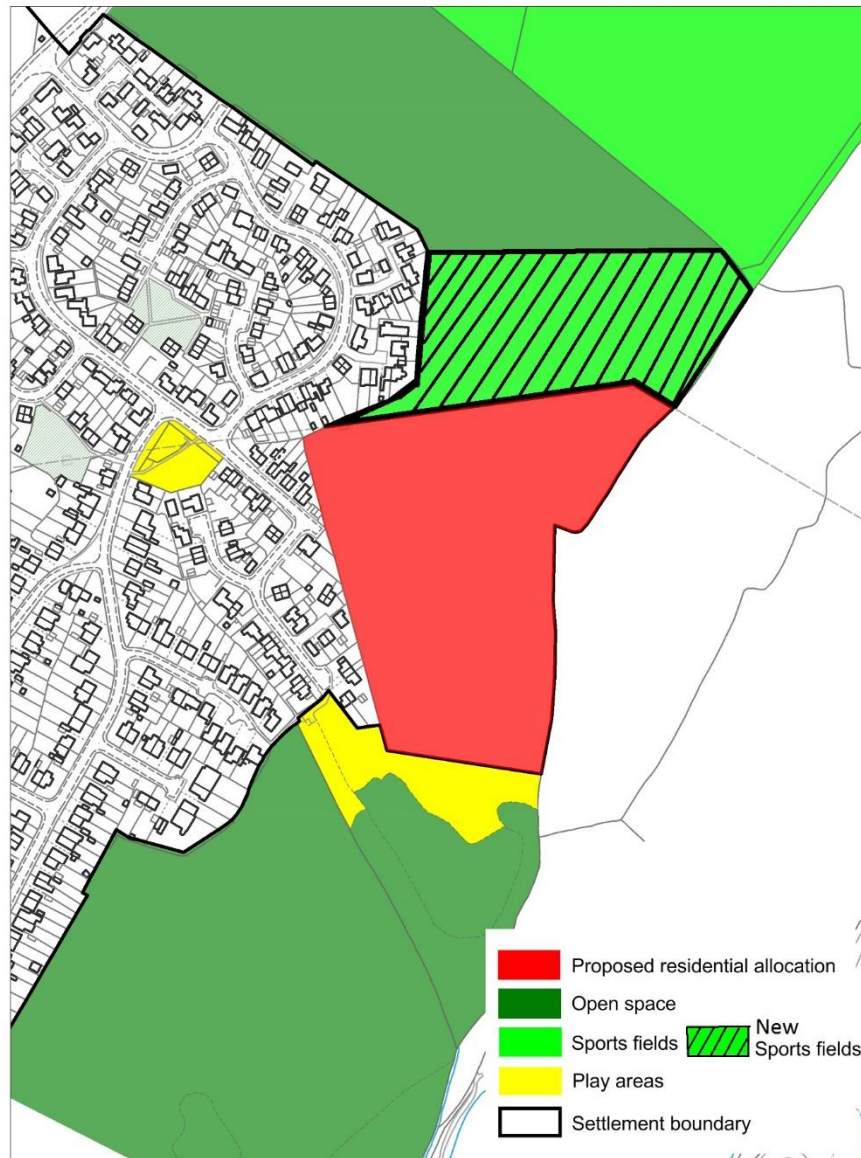 Proposed residential allocation
Open space
Sports fields
New
Sports fields
Play areas
Settlement boundary